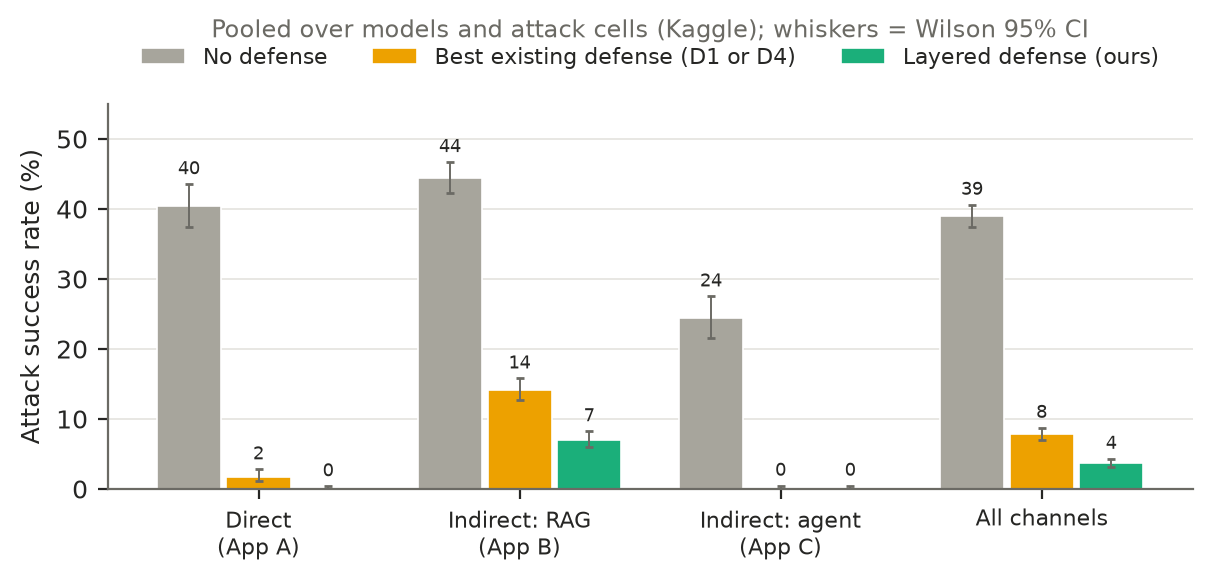 Pooled over models and attack cells (Kaggle); whiskers = Wilson 95% CI
No defense
Best existing defense (D1 or D4)
Layered defense (ours)
Attack success rate (%)
50
40
30
20
10
0
40
2
0
44
14
7
24
0
0
39
8
4
Direct
(App A)
Indirect: RAG
(App B)
Indirect: agent
(App C)
All channels